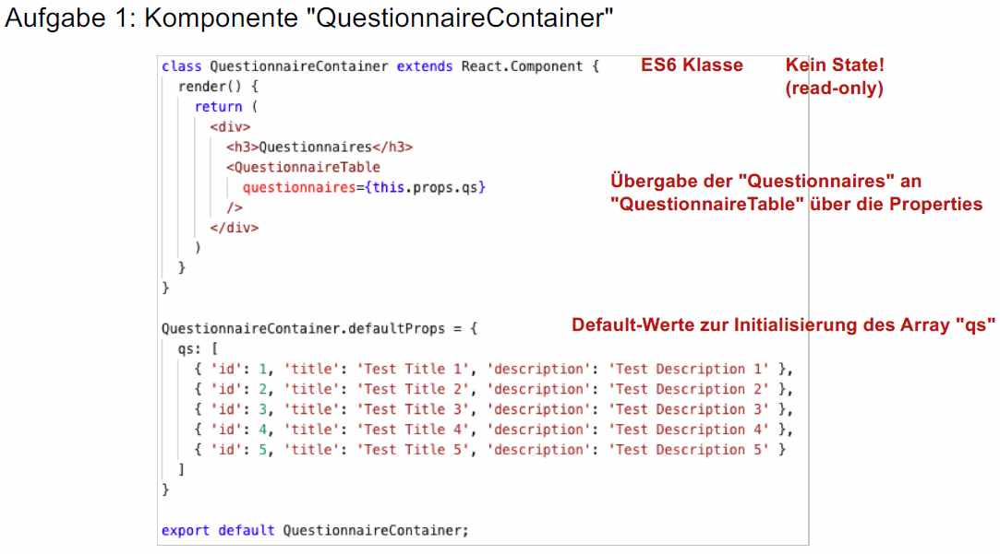 Aufgabe 1: Komponente "QuestionnaireContainer"
class QuestionnaireContainer extends React.Component {
ES6 Klasse
Kein State!
(read-only)
render() {
return (
<div>
<h3>Questionnaires</h3>
<QuestionnaireTable
questionnaires={this.props.qs}
/>
</div>
)
}
}
Übergabe der "Questionnaires" an
"QuestionnaireTable" über die Properties
QuestionnaireContainer.defaultProps = {
Default-Werte zur Initialisierung des Array "qs"
qs: [
{ 'id': 1, 'title': 'Test Title 1', 'description': 'Test Description 1' },
{ 'id': 2, 'title': 'Test Title 2', 'description': 'Test Description 2' },
{ 'id': 3, 'title': 'Test Title 3', 'description': 'Test Description 3' },
{ 'id': 4, 'title': 'Test Title 4', 'description': 'Test Description 4' },
{ 'id': 5, 'title': 'Test Title 5', 'description': 'Test Description 5' }
]
}
export default QuestionnaireContainer;